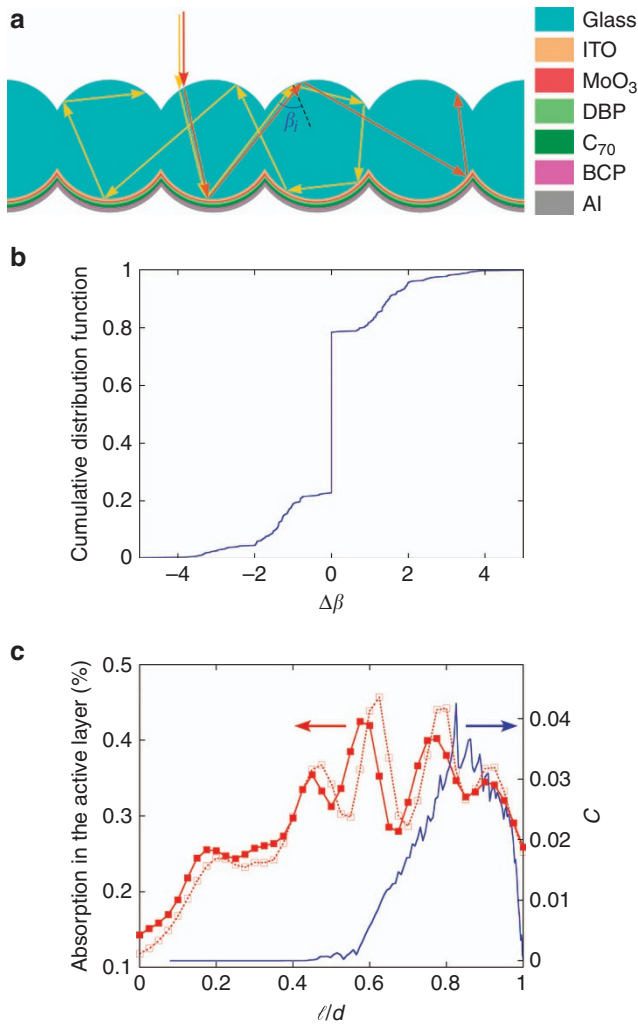 a
Glass
ITO
MoO₃
DBP
C₇₀
BCP
Al
βᵢ
b
Cumulative distribution function
1
0.8
0.6
0.4
0.2
0
−4 −2 0 2 4
Δβ
c
Absorption in the active layer (%)
0.5
0.4
0.3
0.2
0.1
0.04
0.03
0.02
0.01
0
C
0 0.2 0.4 0.6 0.8 1
ℓ/d